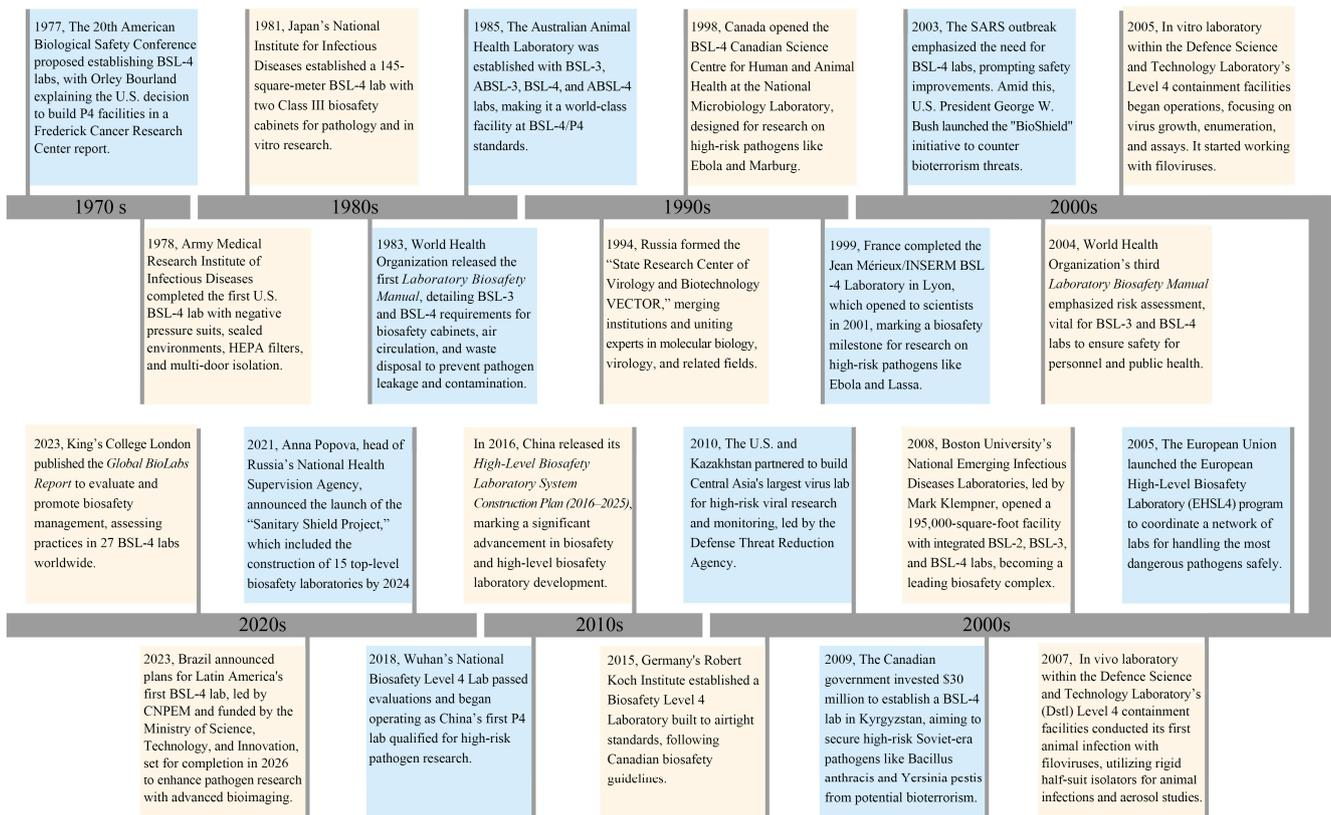 1977, The 20th American
Biological Safety Conference
proposed establishing BSL-4
labs, with Orley Bourland
explaining the U.S. decision
to build P4 facilities in a
Frederick Cancer Research
Center report.
1981, Japan's National
Institute for Infectious
Diseases established a 145-
square-meter BSL-4 lab with
two Class III biosafety
cabinets for pathology and in
vitro research.
1985, The Australian Animal
Health Laboratory was
established with BSL-3,
ABSL-3, BSL-4, and ABSL-4
labs, making it a world-class
facility at BSL-4/P4
standards.
1998, Canada opened the
BSL-4 Canadian Science
Centre for Human and Animal
Health at the National
Microbiology Laboratory,
designed for research on
high-risk pathogens like
Ebola and Marburg.
2003, The SARS outbreak
emphasized the need for
BSL-4 labs, prompting safety
improvements. Amid this,
U.S. President George W.
Bush launched the "BioShield"
initiative to counter
bioterrorism threats.
2005, In vitro laboratory
within the Defence Science
and Technology Laboratory's
Level 4 containment facilities
began operations, focusing on
virus growth, enumeration,
and assays. It started working
with filoviruses.
1970 s
1980s
1990s
2000s
1978, Army Medical
Research Institute of
Infectious Diseases
completed the first U.S.
BSL-4 lab with negative
pressure suits, sealed
environments, HEPA filters,
and multi-door isolation.
1983, World Health
Organization released the
first Laboratory Biosafety
Manual, detailing BSL-3
and BSL-4 requirements for
biosafety cabinets, air
circulation, and waste
disposal to prevent pathogen
leakage and contamination.
1994, Russia formed the
“State Research Center of
Virology and Biotechnology
VECTOR,” merging
institutions and uniting
experts in molecular biology,
virology, and related fields.
1999, France completed the
Jean Mérieux/INSERM BSL
-4 Laboratory in Lyon,
which opened to scientists
in 2001, marking a biosafety
milestone for research on
high-risk pathogens like
Ebola and Lassa.
2004, World Health
Organization's third
Laboratory Biosafety Manual
emphasized risk assessment,
vital for BSL-3 and BSL-4
labs to ensure safety for
personnel and public health.
2023, King's College London
published the Global BioLabs
Report to evaluate and
promote biosafety
management, assessing
practices in 27 BSL-4 labs
worldwide.
2021, Anna Popova, head of
Russia's National Health
Supervision Agency,
announced the launch of the
“Sanitary Shield Project,”
which included the
construction of 15 top-level
biosafety laboratories by 2024
In 2016, China released its
High-Level Biosafety
Laboratory System
Construction Plan (2016–2025),
marking a significant
advancement in biosafety
and high-level biosafety
laboratory development.
2010, The U.S. and
Kazakhstan partnered to build
Central Asia's largest virus lab
for high-risk viral research
and monitoring, led by the
Defense Threat Reduction
Agency.
2008, Boston University's
National Emerging Infectious
Diseases Laboratories, led by
Mark Klempner, opened a
195,000-square-foot facility
with integrated BSL-2, BSL-3,
and BSL-4 labs, becoming a
leading biosafety complex.
2005, The European Union
launched the European
High-Level Biosafety
Laboratory (EHSL4) program
to coordinate a network of
labs for handling the most
dangerous pathogens safely.
2020s
2010s
2000s
2023, Brazil announced
plans for Latin America's
first BSL-4 lab, led by
CNPEM and funded by the
Ministry of Science,
Technology, and Innovation,
set for completion in 2026
to enhance pathogen research
with advanced bioimaging.
2018, Wuhan's National
Biosafety Level 4 Lab passed
evaluations and began
operating as China's first P4
lab qualified for high-risk
pathogen research.
2015, Germany's Robert
Koch Institute established a
Biosafety Level 4
Laboratory built to airtight
standards, following
Canadian biosafety
guidelines.
2009, The Canadian
government invested $30
million to establish a BSL-4
lab in Kyrgyzstan, aiming to
secure high-risk Soviet-era
pathogens like Bacillus
anthracis and Yersinia pestis
from potential bioterrorism.
2007, In vivo laboratory
within the Defence Science
and Technology Laboratory's
(Dstl) Level 4 containment
facilities conducted its first
animal infection with
filoviruses, utilizing rigid
half-suit isolators for animal
infections and aerosol studies.